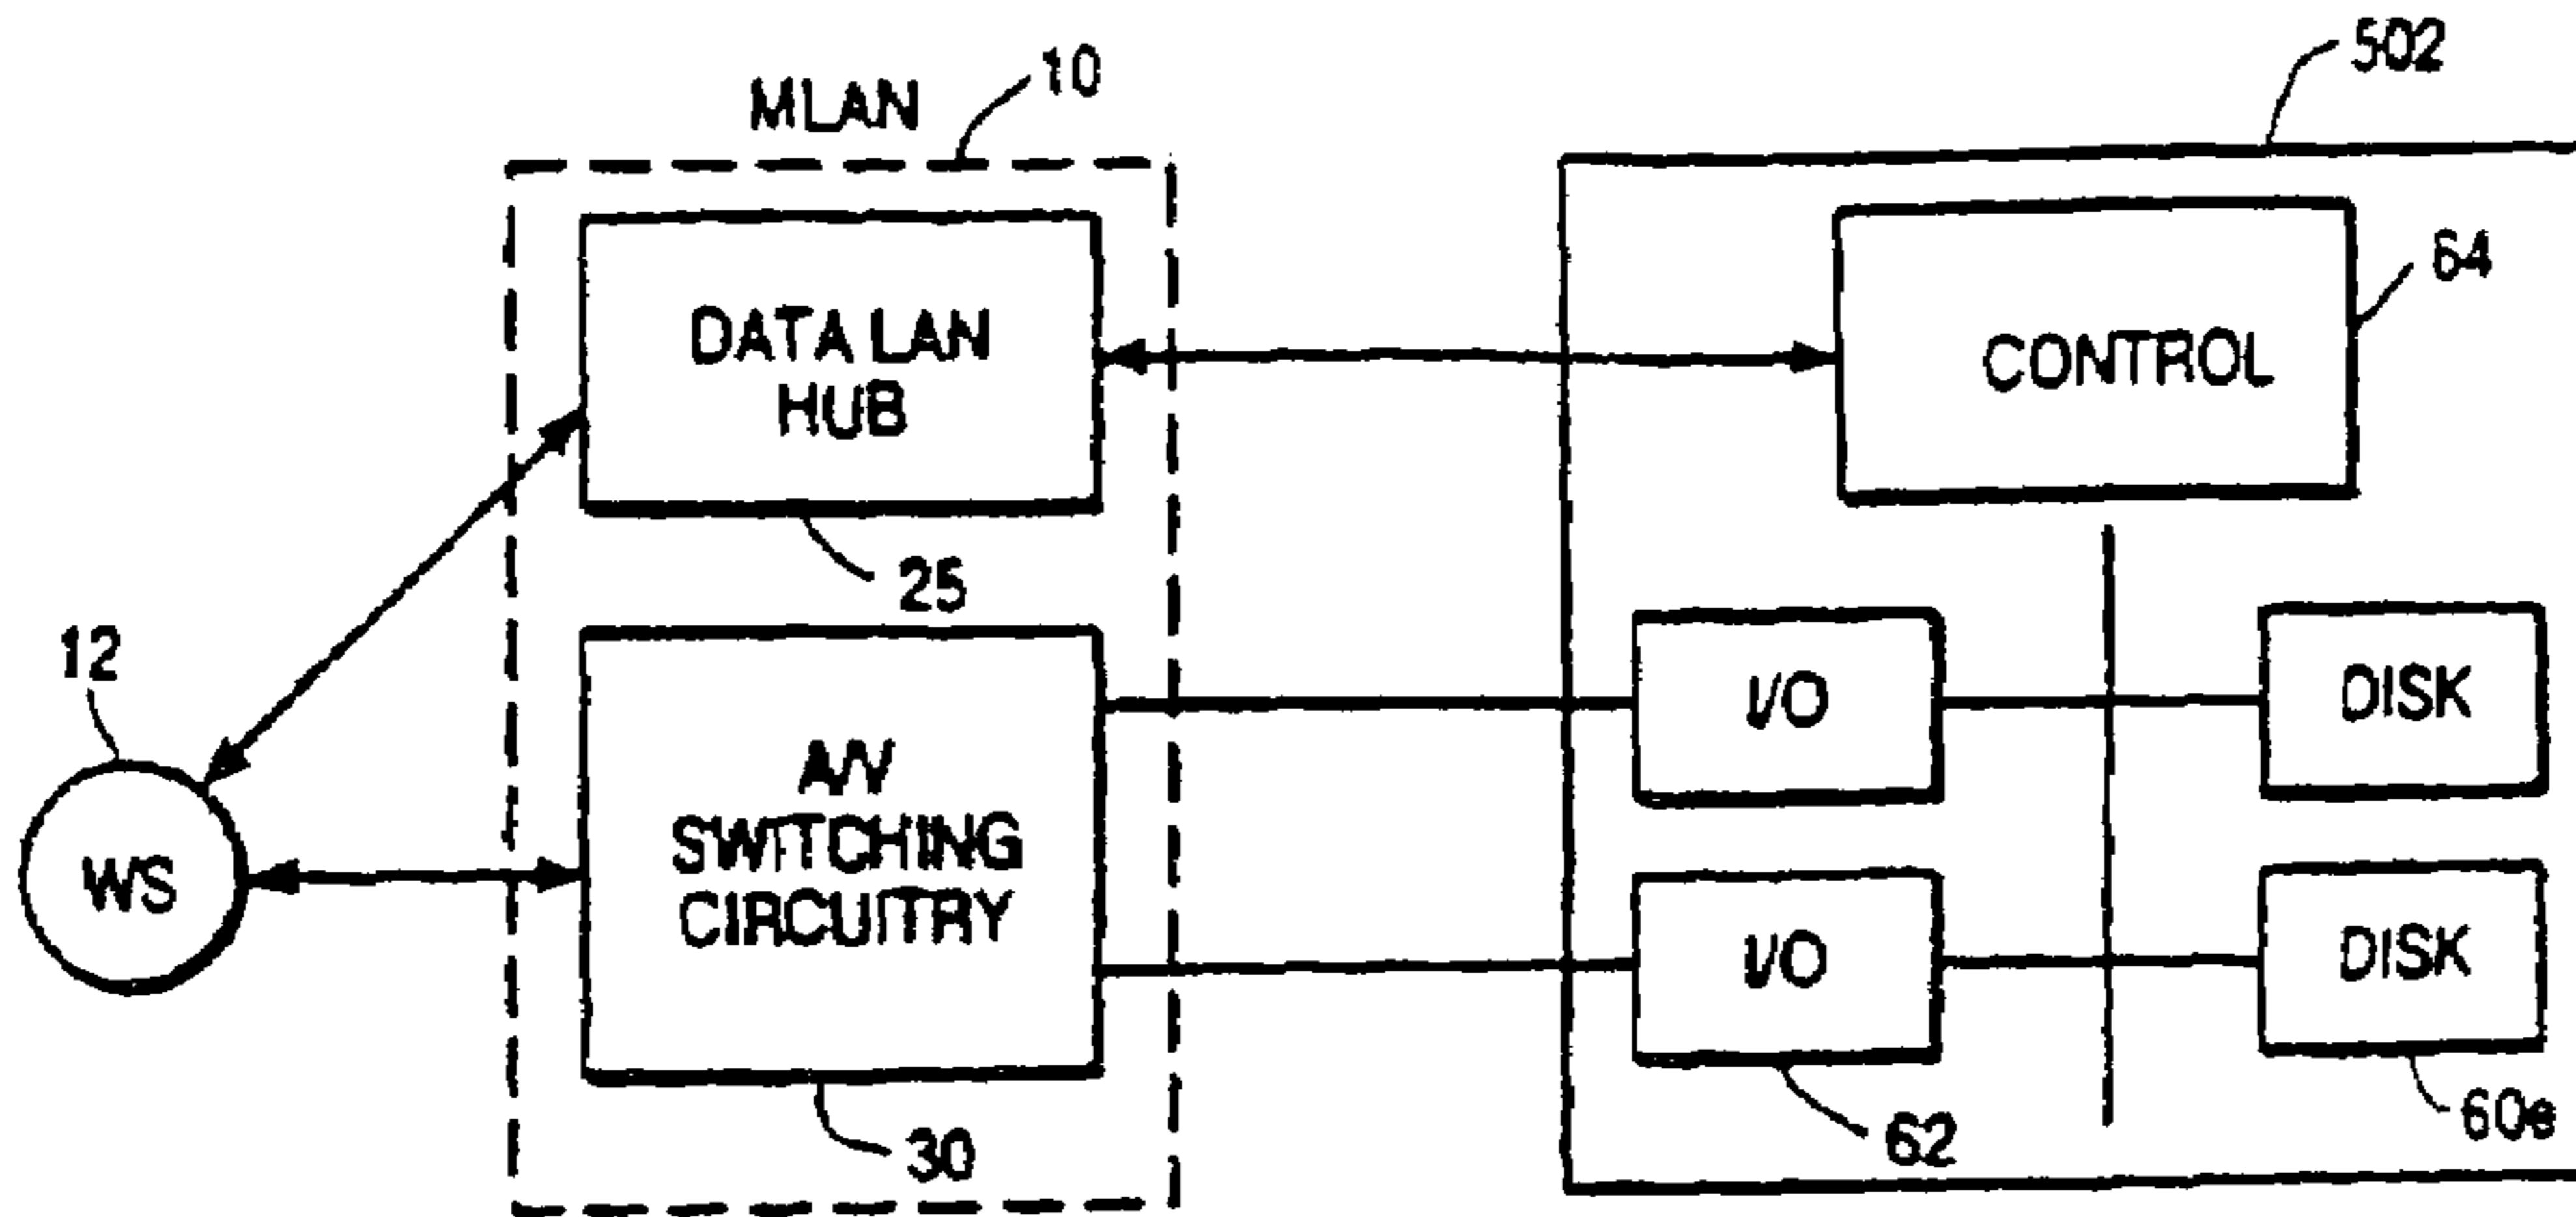 MLAN
10
502
DATA LAN
HUB
25
CONTROL
64
12
WS
A/V
SWITCHING
CIRCUITRY
30
I/O
DISK
I/O
62
DISK
60e